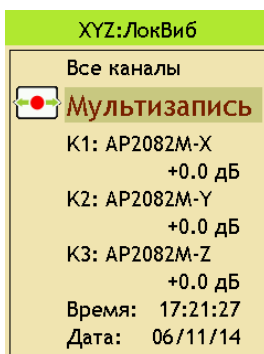 XYZ:ЛокВиб
Все каналы
Мультизапись
К1: AP2082M-X
+0.0 дБ
К2: AP2082M-Y
+0.0 дБ
К3: AP2082M-Z
+0.0 дБ
Время: 17:21:27
Дата: 06/11/14